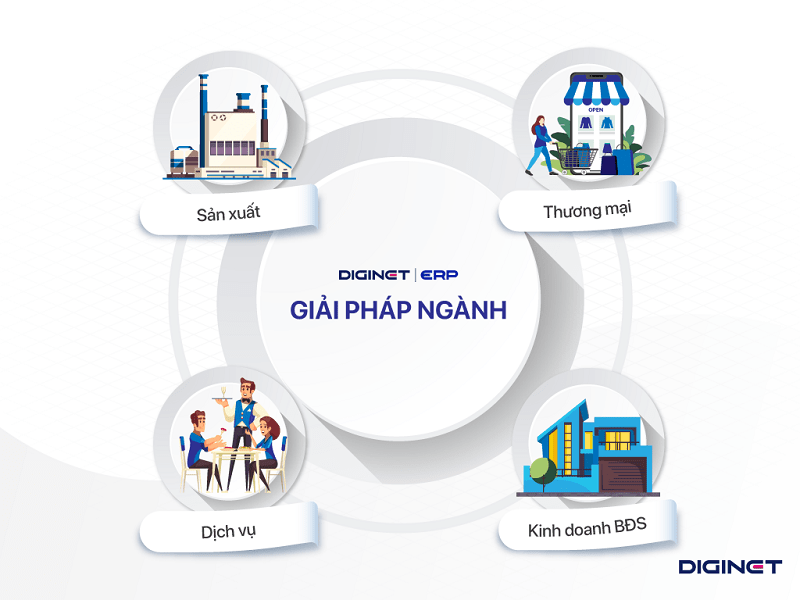 OPEN
Sản xuất
Thương mại
DIGINET | ERP
GIẢI PHÁP NGÀNH
Dịch vụ
Kinh doanh BĐS
DIGINET